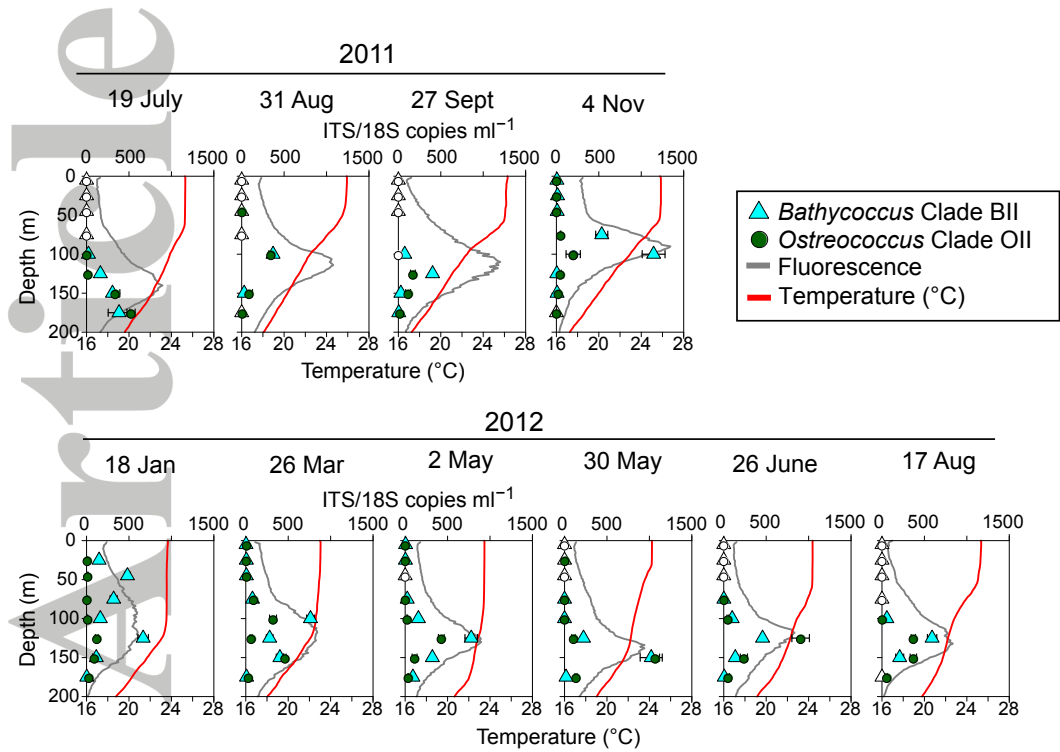 Article
2011
19 July 31 Aug 27 Sept 4 Nov
ITS/18S copies ml⁻¹
0 500 1500 0 500 1500 0 500 1500 0 500 1500
Depth (m)
0
50
100
150
200
16 20 24 28 16 20 24 28 16 20 24 28 16 20 24 28
Temperature (°C)
Bathycoccus Clade BII
Ostreococcus Clade OII
Fluorescence
Temperature (°C)
2012
18 Jan 26 Mar 2 May 30 May 26 June 17 Aug
ITS/18S copies ml⁻¹
0 500 1500 0 500 1500 0 500 1500 0 500 1500 0 500 1500 0 500 1500
Depth (m)
0
50
100
150
200
16 20 24 28 16 20 24 28 16 20 24 28 16 20 24 28 16 20 24 28 16 20 24 28
Temperature (°C)